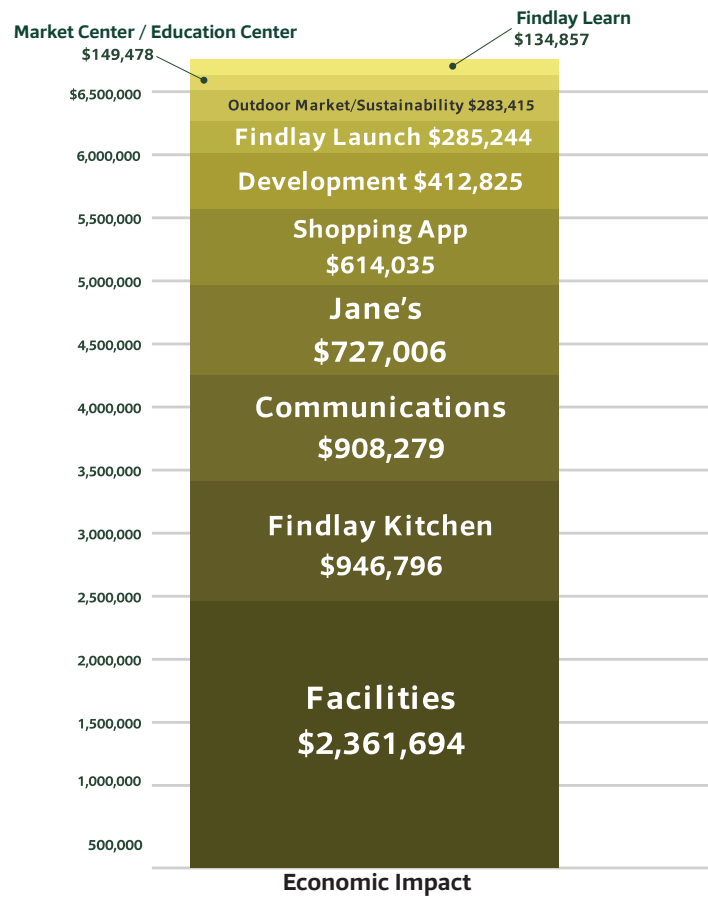 Findlay Learn
$134,857
Market Center / Education Center
$149,478
$6,500,000
Outdoor Market/Sustainability $283,415
Findlay Launch $285,244
6,000,000
Development $412,825
5,500,000
Shopping App
$614,035
5,000,000
Jane’s
$727,006
4,500,000
Communications
4,000,000
$908,279
3,500,000
Findlay Kitchen
3,000,000
$946,796
2,500,000
2,000,000
Facilities
1,500,000
$2,361,694
1,000,000
500,000
Economic Impact